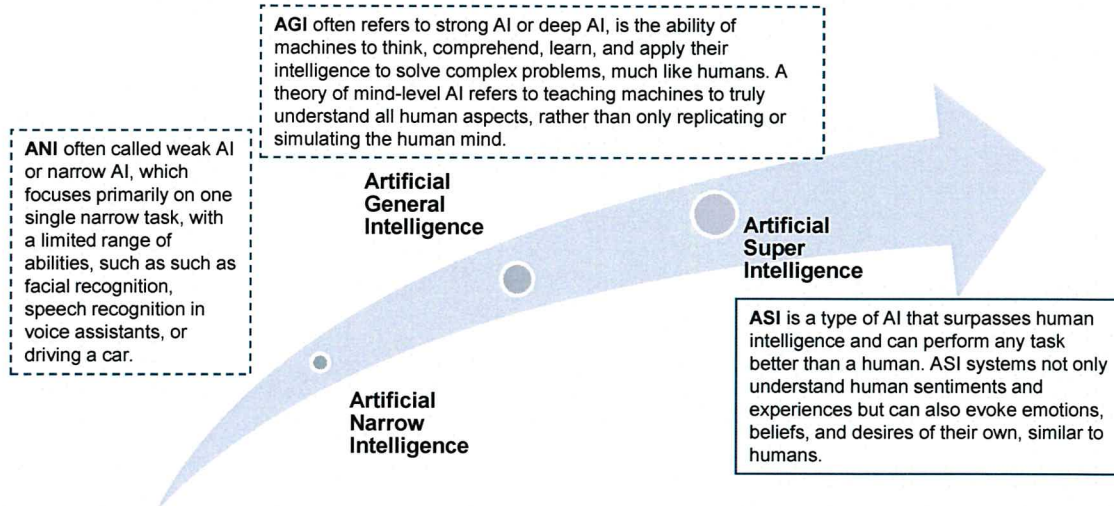 AGI often refers to strong AI or deep AI, is the ability of
machines to think, comprehend, learn, and apply their
intelligence to solve complex problems, much like humans. A
theory of mind-level AI refers to teaching machines to truly
understand all human aspects, rather than only replicating or
simulating the human mind.
ANI often called weak AI
or narrow AI, which
focuses primarily on one
single narrow task, with
a limited range of
abilities, such as such as
facial recognition,
speech recognition in
voice assistants, or
driving a car.
Artificial
General
Intelligence
Artificial
Super
Intelligence
Artificial
Narrow
Intelligence
ASI is a type of AI that surpasses human
intelligence and can perform any task
better than a human. ASI systems not only
understand human sentiments and
experiences but can also evoke emotions,
beliefs, and desires of their own, similar to
humans.